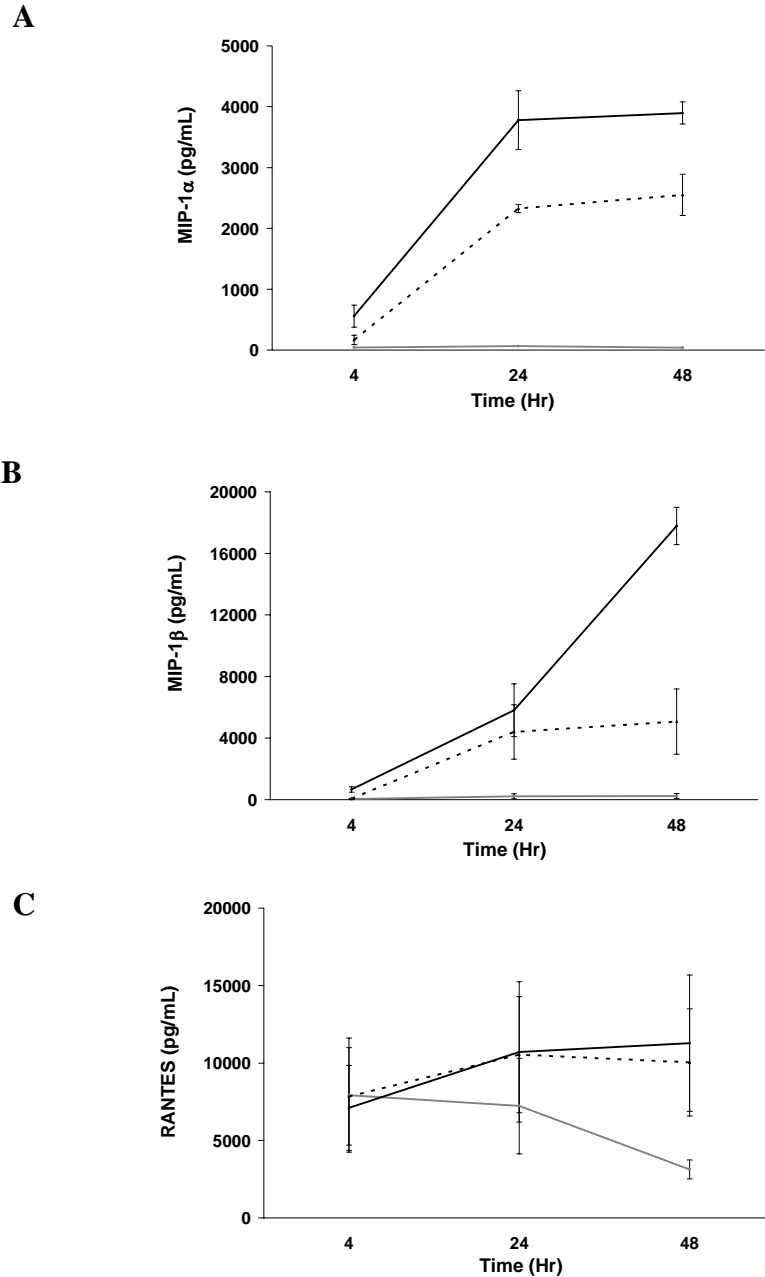 A
MIP-1α (pg/mL)
5000
4000
3000
2000
1000
0
4 24 48
Time (Hr)
B
MIP-1β (pg/mL)
20000
16000
12000
8000
4000
0
4 24 48
Time (Hr)
C
RANTES (pg/mL)
20000
15000
10000
5000
0
4 24 48
Time (Hr)